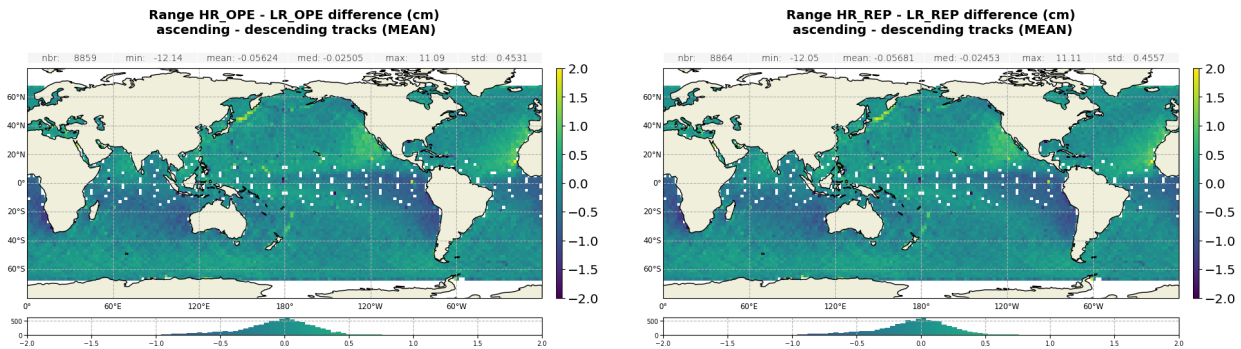 Range HR_OPE - LR_OPE difference (cm)
ascending - descending tracks (MEAN)
nbr: 8859 min: -12.14 mean: -0.05624 med: -0.02505 max: 11.09 std: 0.4531
60°N
40°N
20°N
0°
20°S
40°S
60°S
0° 60°E 120°E 180° 120°W 60°W
2.0
1.5
1.0
0.5
0.0
−0.5
−1.0
−1.5
−2.0
500
0
−2.0 −1.5 −1.0 −0.5 0.0 0.5 1.0 1.5 2.0
Range HR_REP - LR_REP difference (cm)
ascending - descending tracks (MEAN)
nbr: 8864 min: -12.05 mean: -0.05681 med: -0.02453 max: 11.11 std: 0.4557
60°N
40°N
20°N
0°
20°S
40°S
60°S
0° 60°E 120°E 180° 120°W 60°W
2.0
1.5
1.0
0.5
0.0
−0.5
−1.0
−1.5
−2.0
500
0
−2.0 −1.5 −1.0 −0.5 0.0 0.5 1.0 1.5 2.0